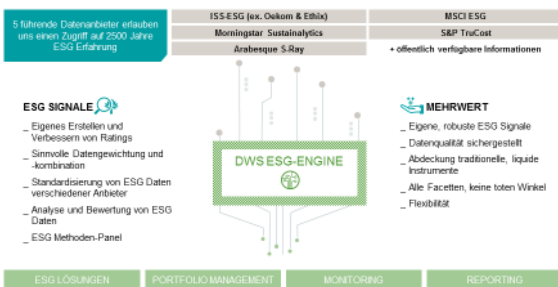 5 führende Datenanbieter erlauben
uns einen Zugriff auf 2500 Jahre
ESG Erfahrung
ISS-ESG (ex. Oekom & Ethix)
MSCI ESG
Morningstar Sustainalytics
S&P TruCost
Arabesque S-Ray
+ öffentlich verfügbare Informationen
ESG SIGNALE
_ Eigenes Erstellen und
Verbessern von Ratings
_ Sinnvolle Datengewichtung und
-kombination
_ Standardisierung von ESG Daten
verschiedener Anbieter
_ Analyse und Bewertung von ESG
Daten
_ ESG Methoden-Panel
DWS ESG-ENGINE
MEHRWERT
_ Eigene, robuste ESG Signale
_ Datenqualität sichergestellt
_ Abdeckung traditionelle, liquide
Instrumente
_ Alle Facetten, keine toten Winkel
_ Flexibilität
ESG LÖSUNGEN
PORTFOLIO MANAGEMENT
MONITORING
REPORTING